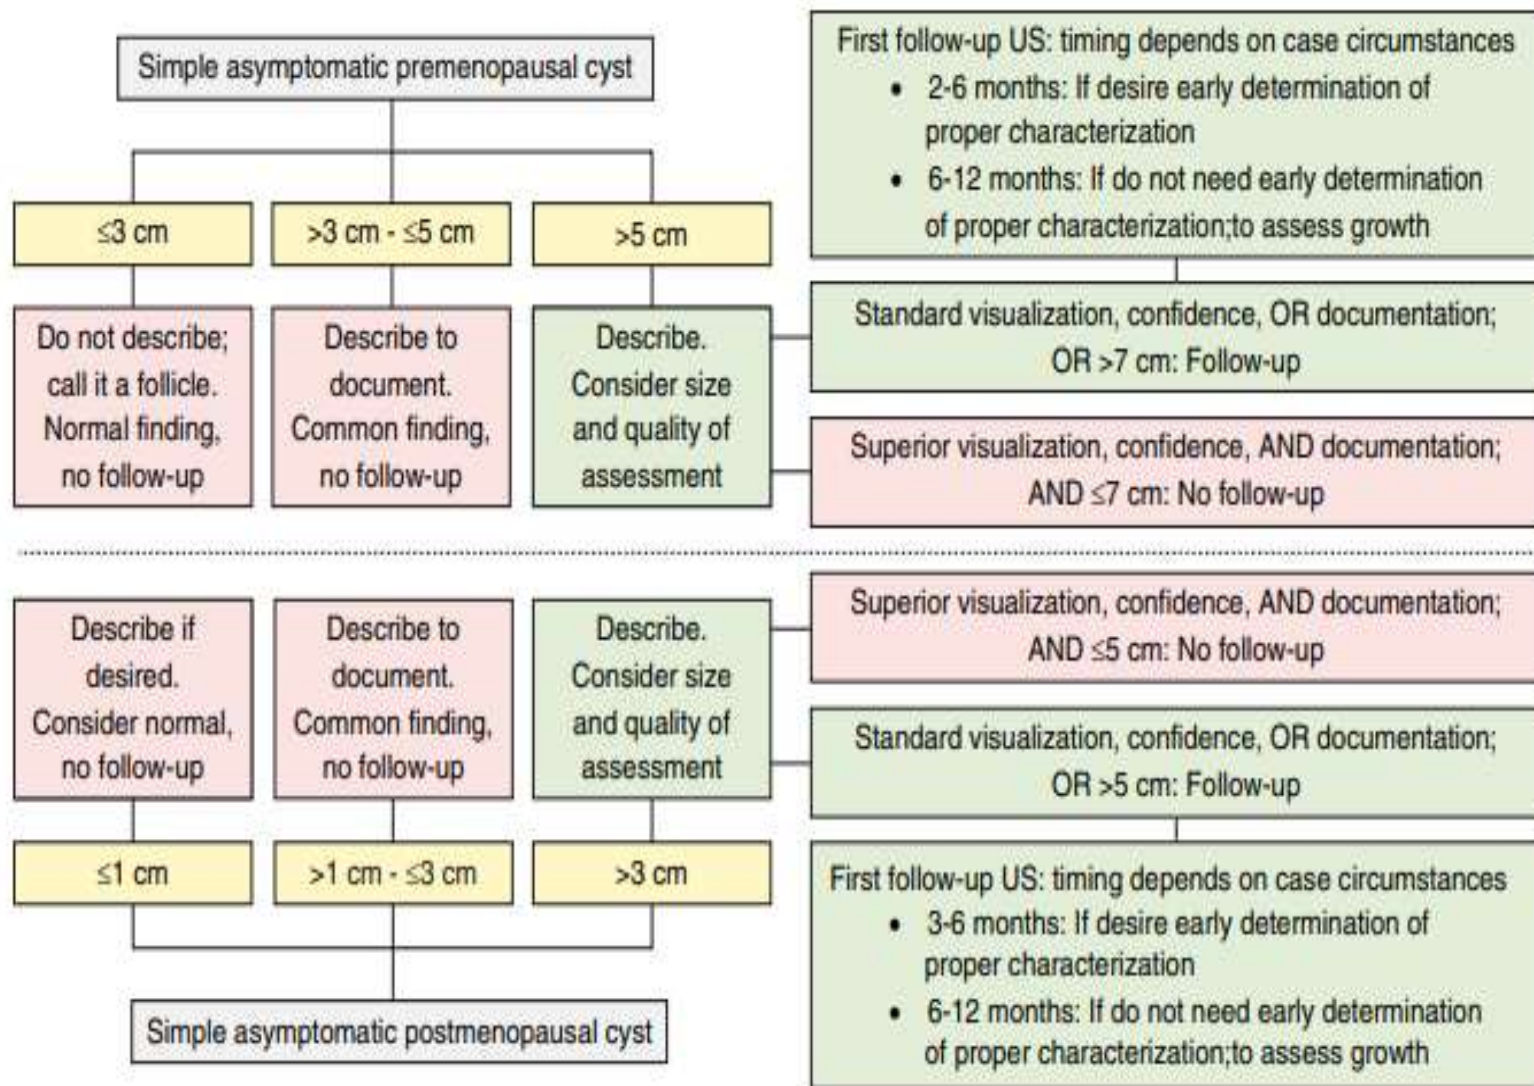 Simple asymptomatic premenopausal cyst
≤3 cm
>3 cm - ≤5 cm
>5 cm
Do not describe;
call it a follicle.
Normal finding,
no follow-up
Describe to
document.
Common finding,
no follow-up
Describe.
Consider size
and quality of
assessment
First follow-up US: timing depends on case circumstances
• 2-6 months: If desire early determination of
proper characterization
• 6-12 months: If do not need early determination
of proper characterization;to assess growth
Standard visualization, confidence, OR documentation;
OR >7 cm: Follow-up
Superior visualization, confidence, AND documentation;
AND ≤7 cm: No follow-up
Describe if
desired.
Consider normal,
no follow-up
Describe to
document.
Common finding,
no follow-up
Describe.
Consider size
and quality of
assessment
≤1 cm
>1 cm - ≤3 cm
>3 cm
Simple asymptomatic postmenopausal cyst
Superior visualization, confidence, AND documentation;
AND ≤5 cm: No follow-up
Standard visualization, confidence, OR documentation;
OR >5 cm: Follow-up
First follow-up US: timing depends on case circumstances
• 3-6 months: If desire early determination of
proper characterization
• 6-12 months: If do not need early determination
of proper characterization;to assess growth